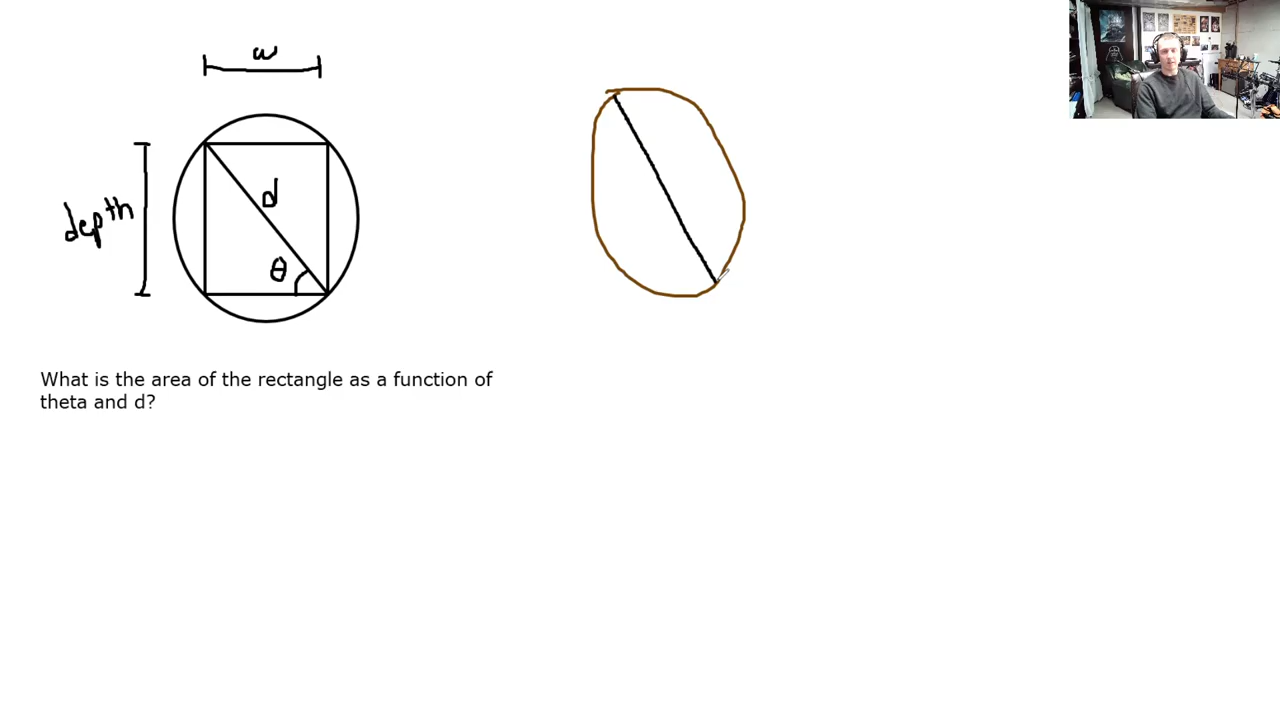 w
depth
d
θ
What is the area of the rectangle as a function of
theta and d?